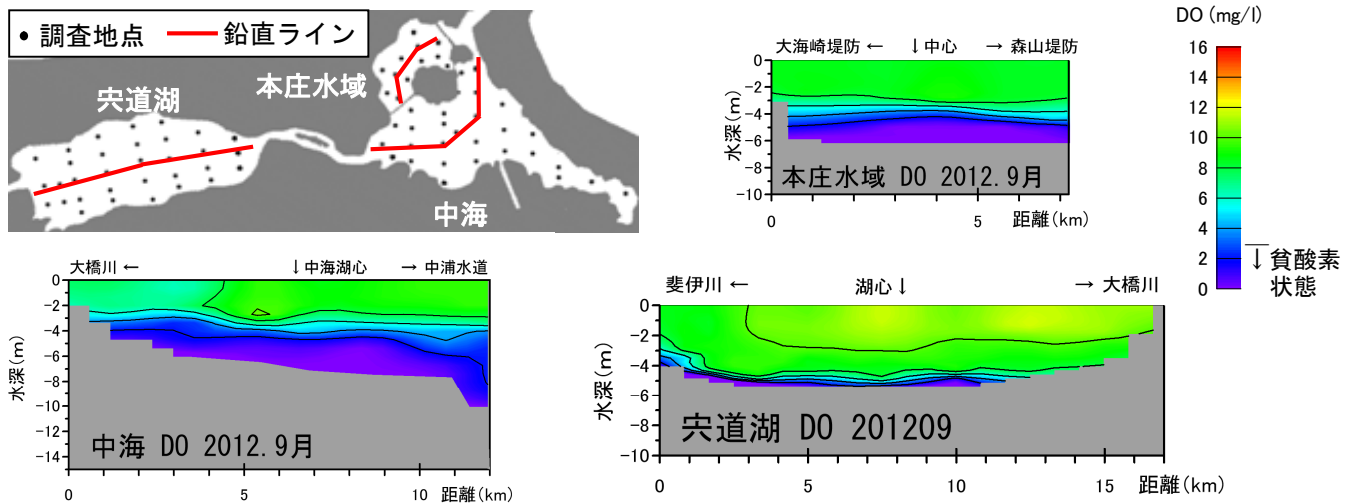 • 調査地点 ― 鉛直ライン
宍道湖
本庄水域
中海
大海崎堤防 ← ↓中心 → 森山堤防
水深(m)
0
-2
-4
-6
-8
-10
本庄水域 DO 2012.9月
0 5 距離(km)
DO (mg/l)
16
14
12
10
8
6
4
2
0
↓ 貧酸素
状態
大橋川 ← ↓中海湖心 → 中浦水道
水深(m)
0
-2
-4
-6
-8
-10
-12
-14
中海 DO 2012.9月
0 5 10 距離(km)
斐伊川 ← 湖心↓ → 大橋川
水深(m)
0
-2
-4
-6
-8
-10
宍道湖 DO 201209
0 5 10 15 距離(km)